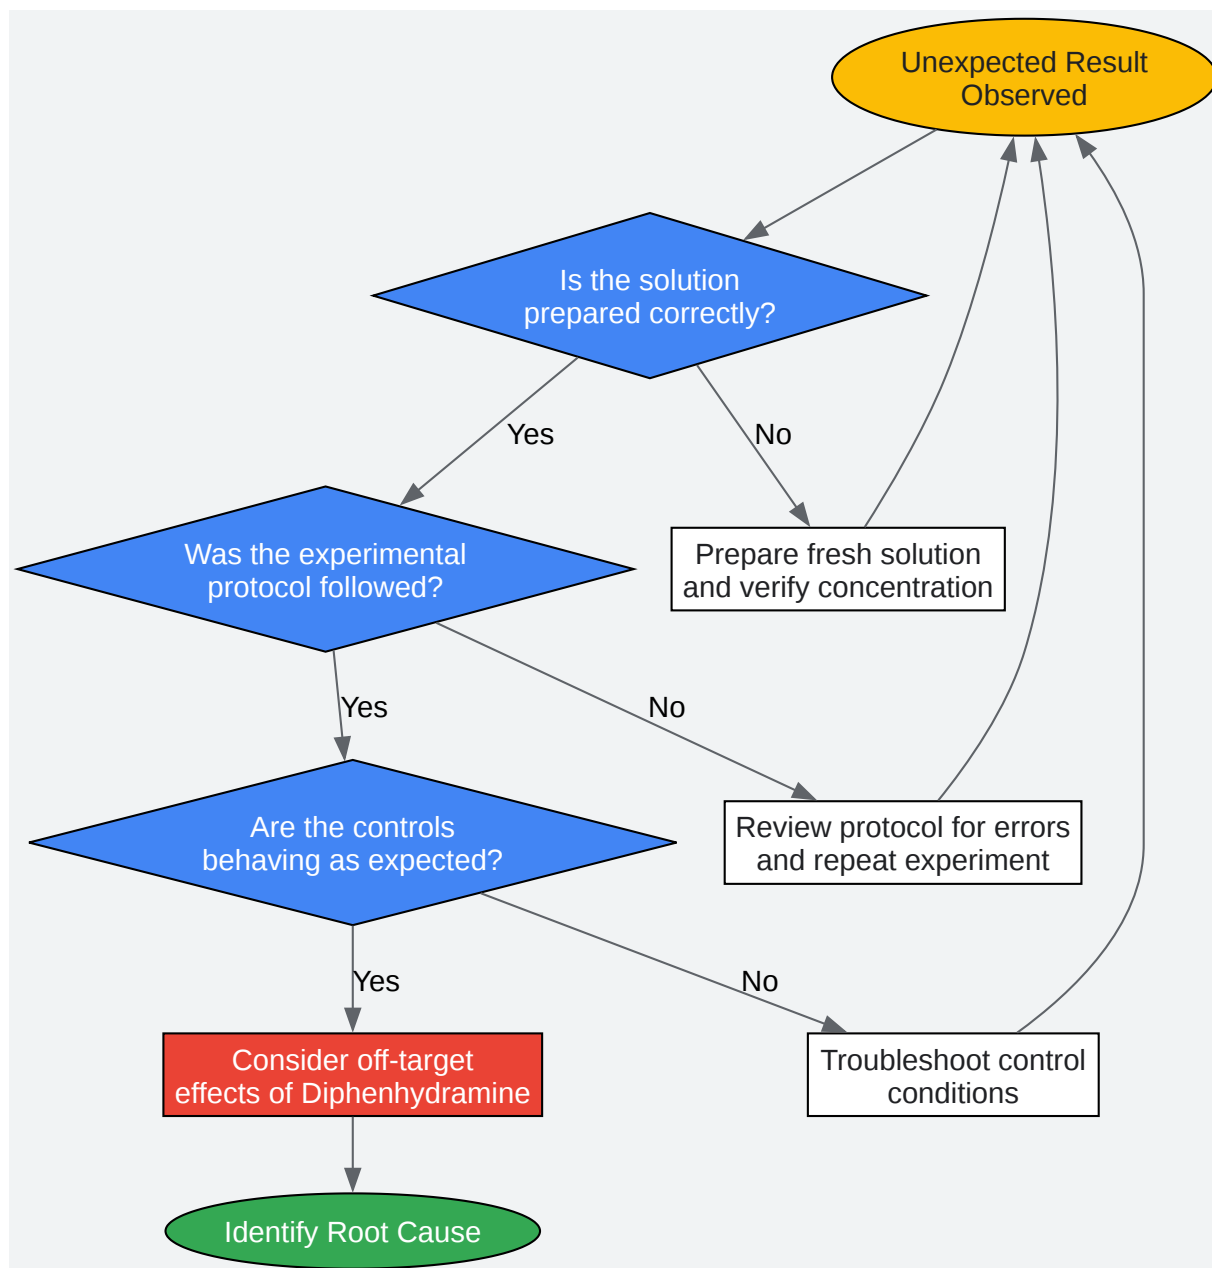 Unexpected Result
Observed
Is the solution
prepared correctly?
Yes
No
Was the experimental
protocol followed?
Prepare fresh solution
and verify concentration
Yes
No
Are the controls
behaving as expected?
Review protocol for errors
and repeat experiment
Yes
No
Consider off-target
effects of Diphenhydramine
Troubleshoot control
conditions
Identify Root Cause